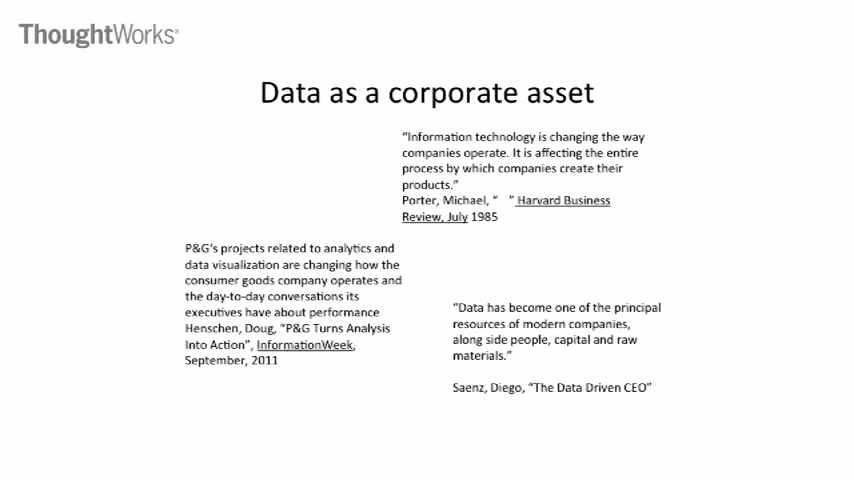 ThoughtWorks®
Data as a corporate asset
“Information technology is changing the way
companies operate. It is affecting the entire
process by which companies create their
products.”
Porter, Michael, “ ” Harvard Business
Review, July 1985
P&G's projects related to analytics and
data visualization are changing how the
consumer goods company operates and
the day-to-day conversations its
executives have about performance
Henschen, Doug, “P&G Turns Analysis
Into Action”, InformationWeek,
September, 2011
“Data has become one of the principal
resources of modern companies,
along side people, capital and raw
materials.”
Saenz, Diego, “The Data Driven CEO”